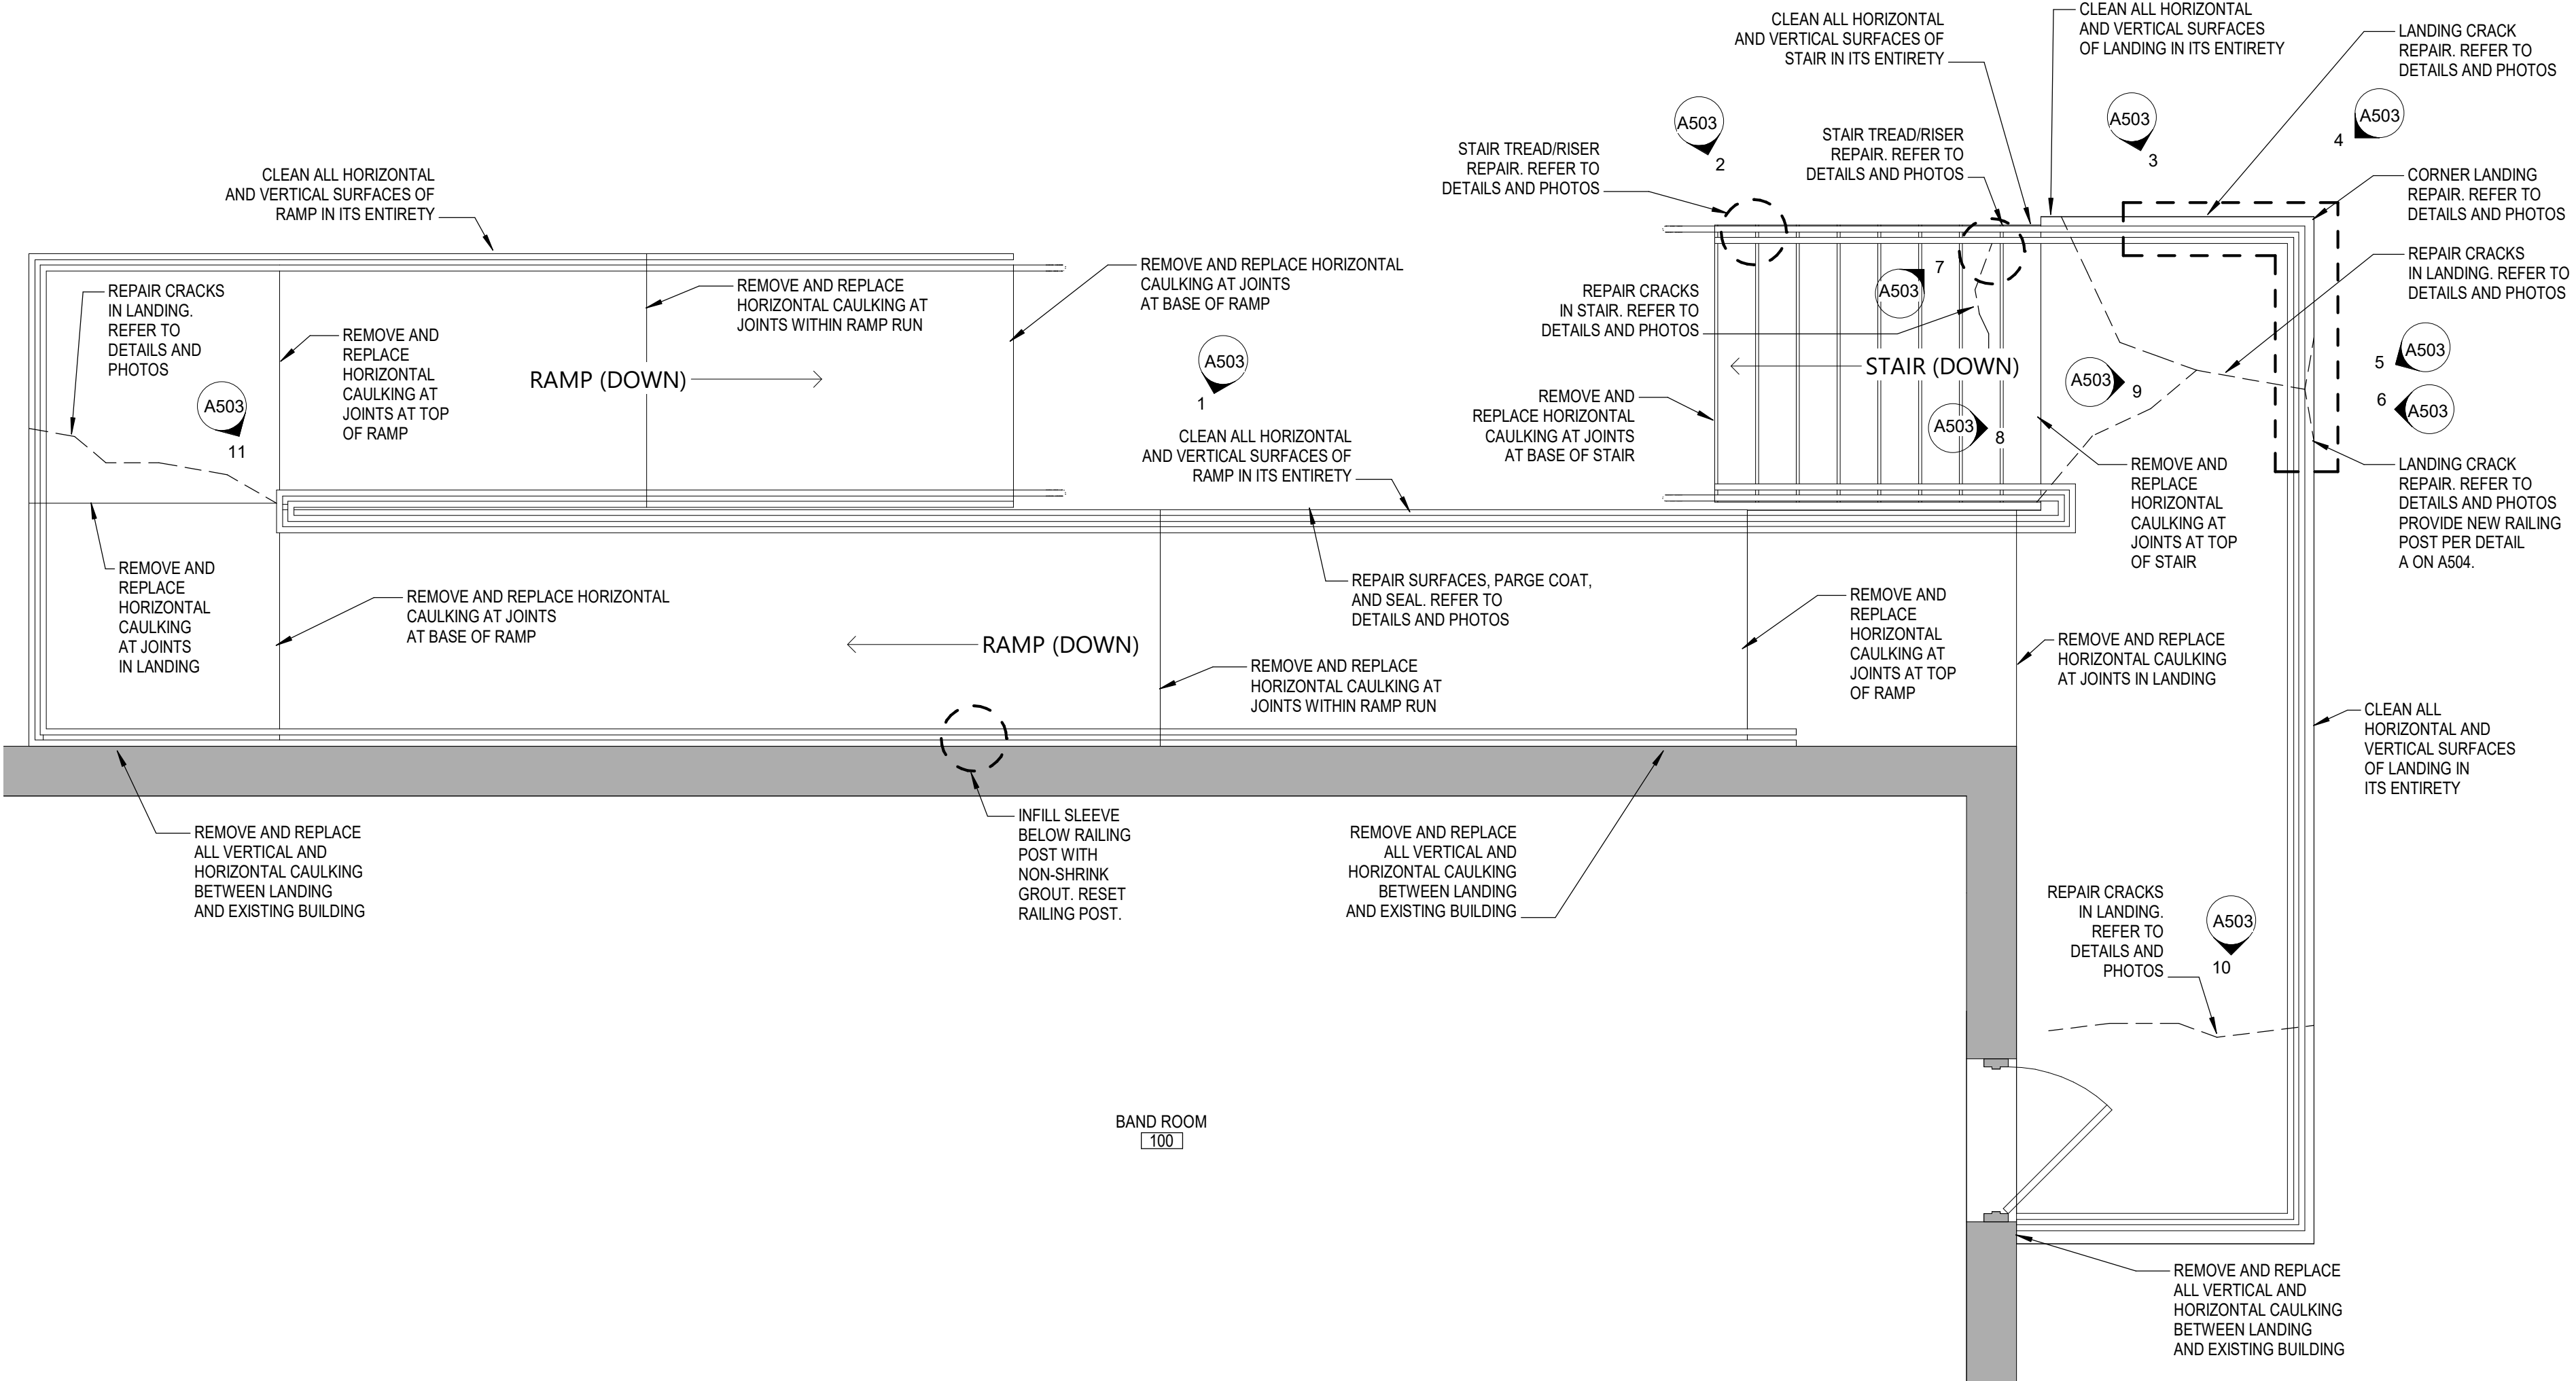 CLEAN ALL HORIZONTAL
AND VERTICAL SURFACES OF
STAIR IN ITS ENTIRETY
CLEAN ALL HORIZONTAL
AND VERTICAL SURFACES
OF LANDING IN ITS ENTIRETY
LANDING CRACK
REPAIR. REFER TO
DETAILS AND PHOTOS
A503
2
A503
3
A503
4
STAIR TREAD/RISER
REPAIR. REFER TO
DETAILS AND PHOTOS
STAIR TREAD/RISER
REPAIR. REFER TO
DETAILS AND PHOTOS
CLEAN ALL HORIZONTAL
AND VERTICAL SURFACES OF
RAMP IN ITS ENTIRETY
CORNER LANDING
REPAIR. REFER TO
DETAILS AND PHOTOS
REPAIR CRACKS
IN LANDING. REFER TO
DETAILS AND PHOTOS
REPAIR CRACKS
IN LANDING.
REFER TO
DETAILS AND
PHOTOS
REMOVE AND
REPLACE
HORIZONTAL
CAULKING AT
JOINTS AT TOP
OF RAMP
REMOVE AND REPLACE
HORIZONTAL CAULKING AT
JOINTS WITHIN RAMP RUN
REMOVE AND REPLACE HORIZONTAL
CAULKING AT JOINTS
AT BASE OF RAMP
REPAIR CRACKS
IN STAIR. REFER TO
DETAILS AND PHOTOS
7
A503
RAMP (DOWN)
A503
1
STAIR (DOWN)
A503
9
5
A503
6
A503
A503
11
A503
8
REMOVE AND
REPLACE HORIZONTAL
CAULKING AT JOINTS
AT BASE OF STAIR
CLEAN ALL HORIZONTAL
AND VERTICAL SURFACES OF
RAMP IN ITS ENTIRETY
REMOVE AND
REPLACE
HORIZONTAL
CAULKING AT
JOINTS AT TOP
OF STAIR
LANDING CRACK
REPAIR. REFER TO
DETAILS AND PHOTOS
PROVIDE NEW RAILING
POST PER DETAIL
A ON A504.
REMOVE AND
REPLACE
HORIZONTAL
CAULKING
AT JOINTS
IN LANDING
REMOVE AND REPLACE HORIZONTAL
CAULKING AT JOINTS
AT BASE OF RAMP
REPAIR SURFACES, PARGE COAT,
AND SEAL. REFER TO
DETAILS AND PHOTOS
REMOVE AND
REPLACE
HORIZONTAL
CAULKING AT
JOINTS AT TOP
OF RAMP
RAMP (DOWN)
REMOVE AND REPLACE
HORIZONTAL CAULKING AT
JOINTS WITHIN RAMP RUN
REMOVE AND REPLACE
HORIZONTAL CAULKING
AT JOINTS IN LANDING
CLEAN ALL
HORIZONTAL AND
VERTICAL SURFACES
OF LANDING IN
ITS ENTIRETY
REMOVE AND REPLACE
ALL VERTICAL AND
HORIZONTAL CAULKING
BETWEEN LANDING
AND EXISTING BUILDING
INFILL SLEEVE
BELOW RAILING
POST WITH
NON-SHRINK
GROUT. RESET
RAILING POST.
REMOVE AND REPLACE
ALL VERTICAL AND
HORIZONTAL CAULKING
BETWEEN LANDING
AND EXISTING BUILDING
REPAIR CRACKS
IN LANDING.
REFER TO
DETAILS AND
PHOTOS
A503
10
BAND ROOM
100
REMOVE AND REPLACE
ALL VERTICAL AND
HORIZONTAL CAULKING
BETWEEN LANDING
AND EXISTING BUILDING